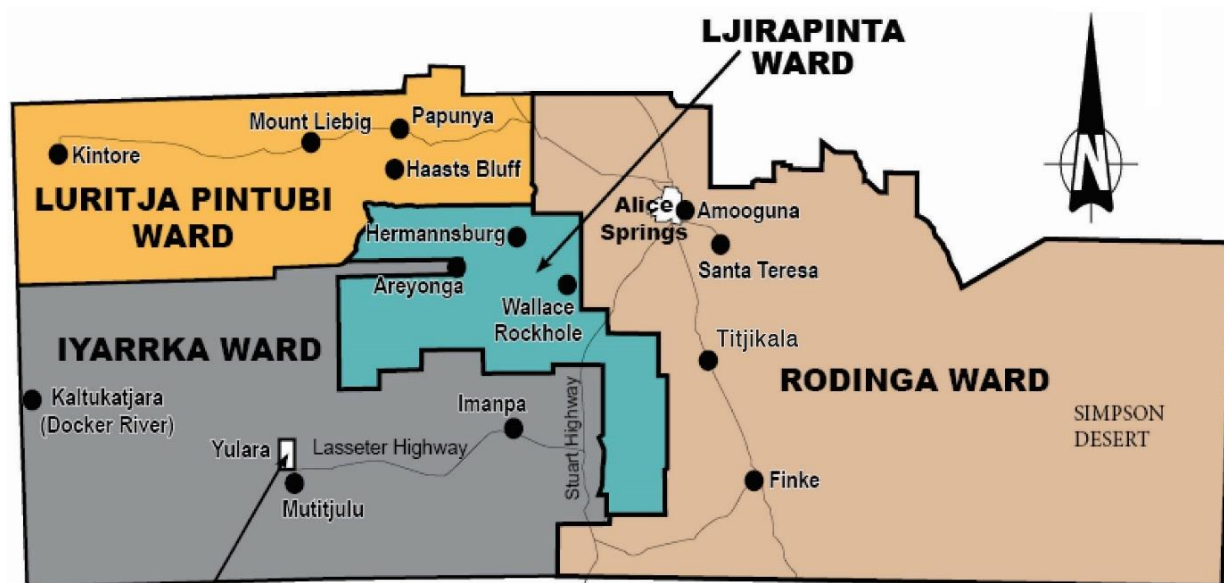 LJIRAPINTA
WARD
Mount Liebig
Papunya
Kintore
Haasts Bluff
LURITJA PINTUBI
WARD
N
Alice
Springs
Amooguna
Hermannsburg
Santa Teresa
Areyonga
Wallace
Rockhole
IYARRKA WARD
Titjikala
RODINGA WARD
Kaltukatjara
(Docker River)
Imanpa
SIMPSON
DESERT
Yulara
Lasseter Highway
Stuart Highway
Mutitjulu
Finke